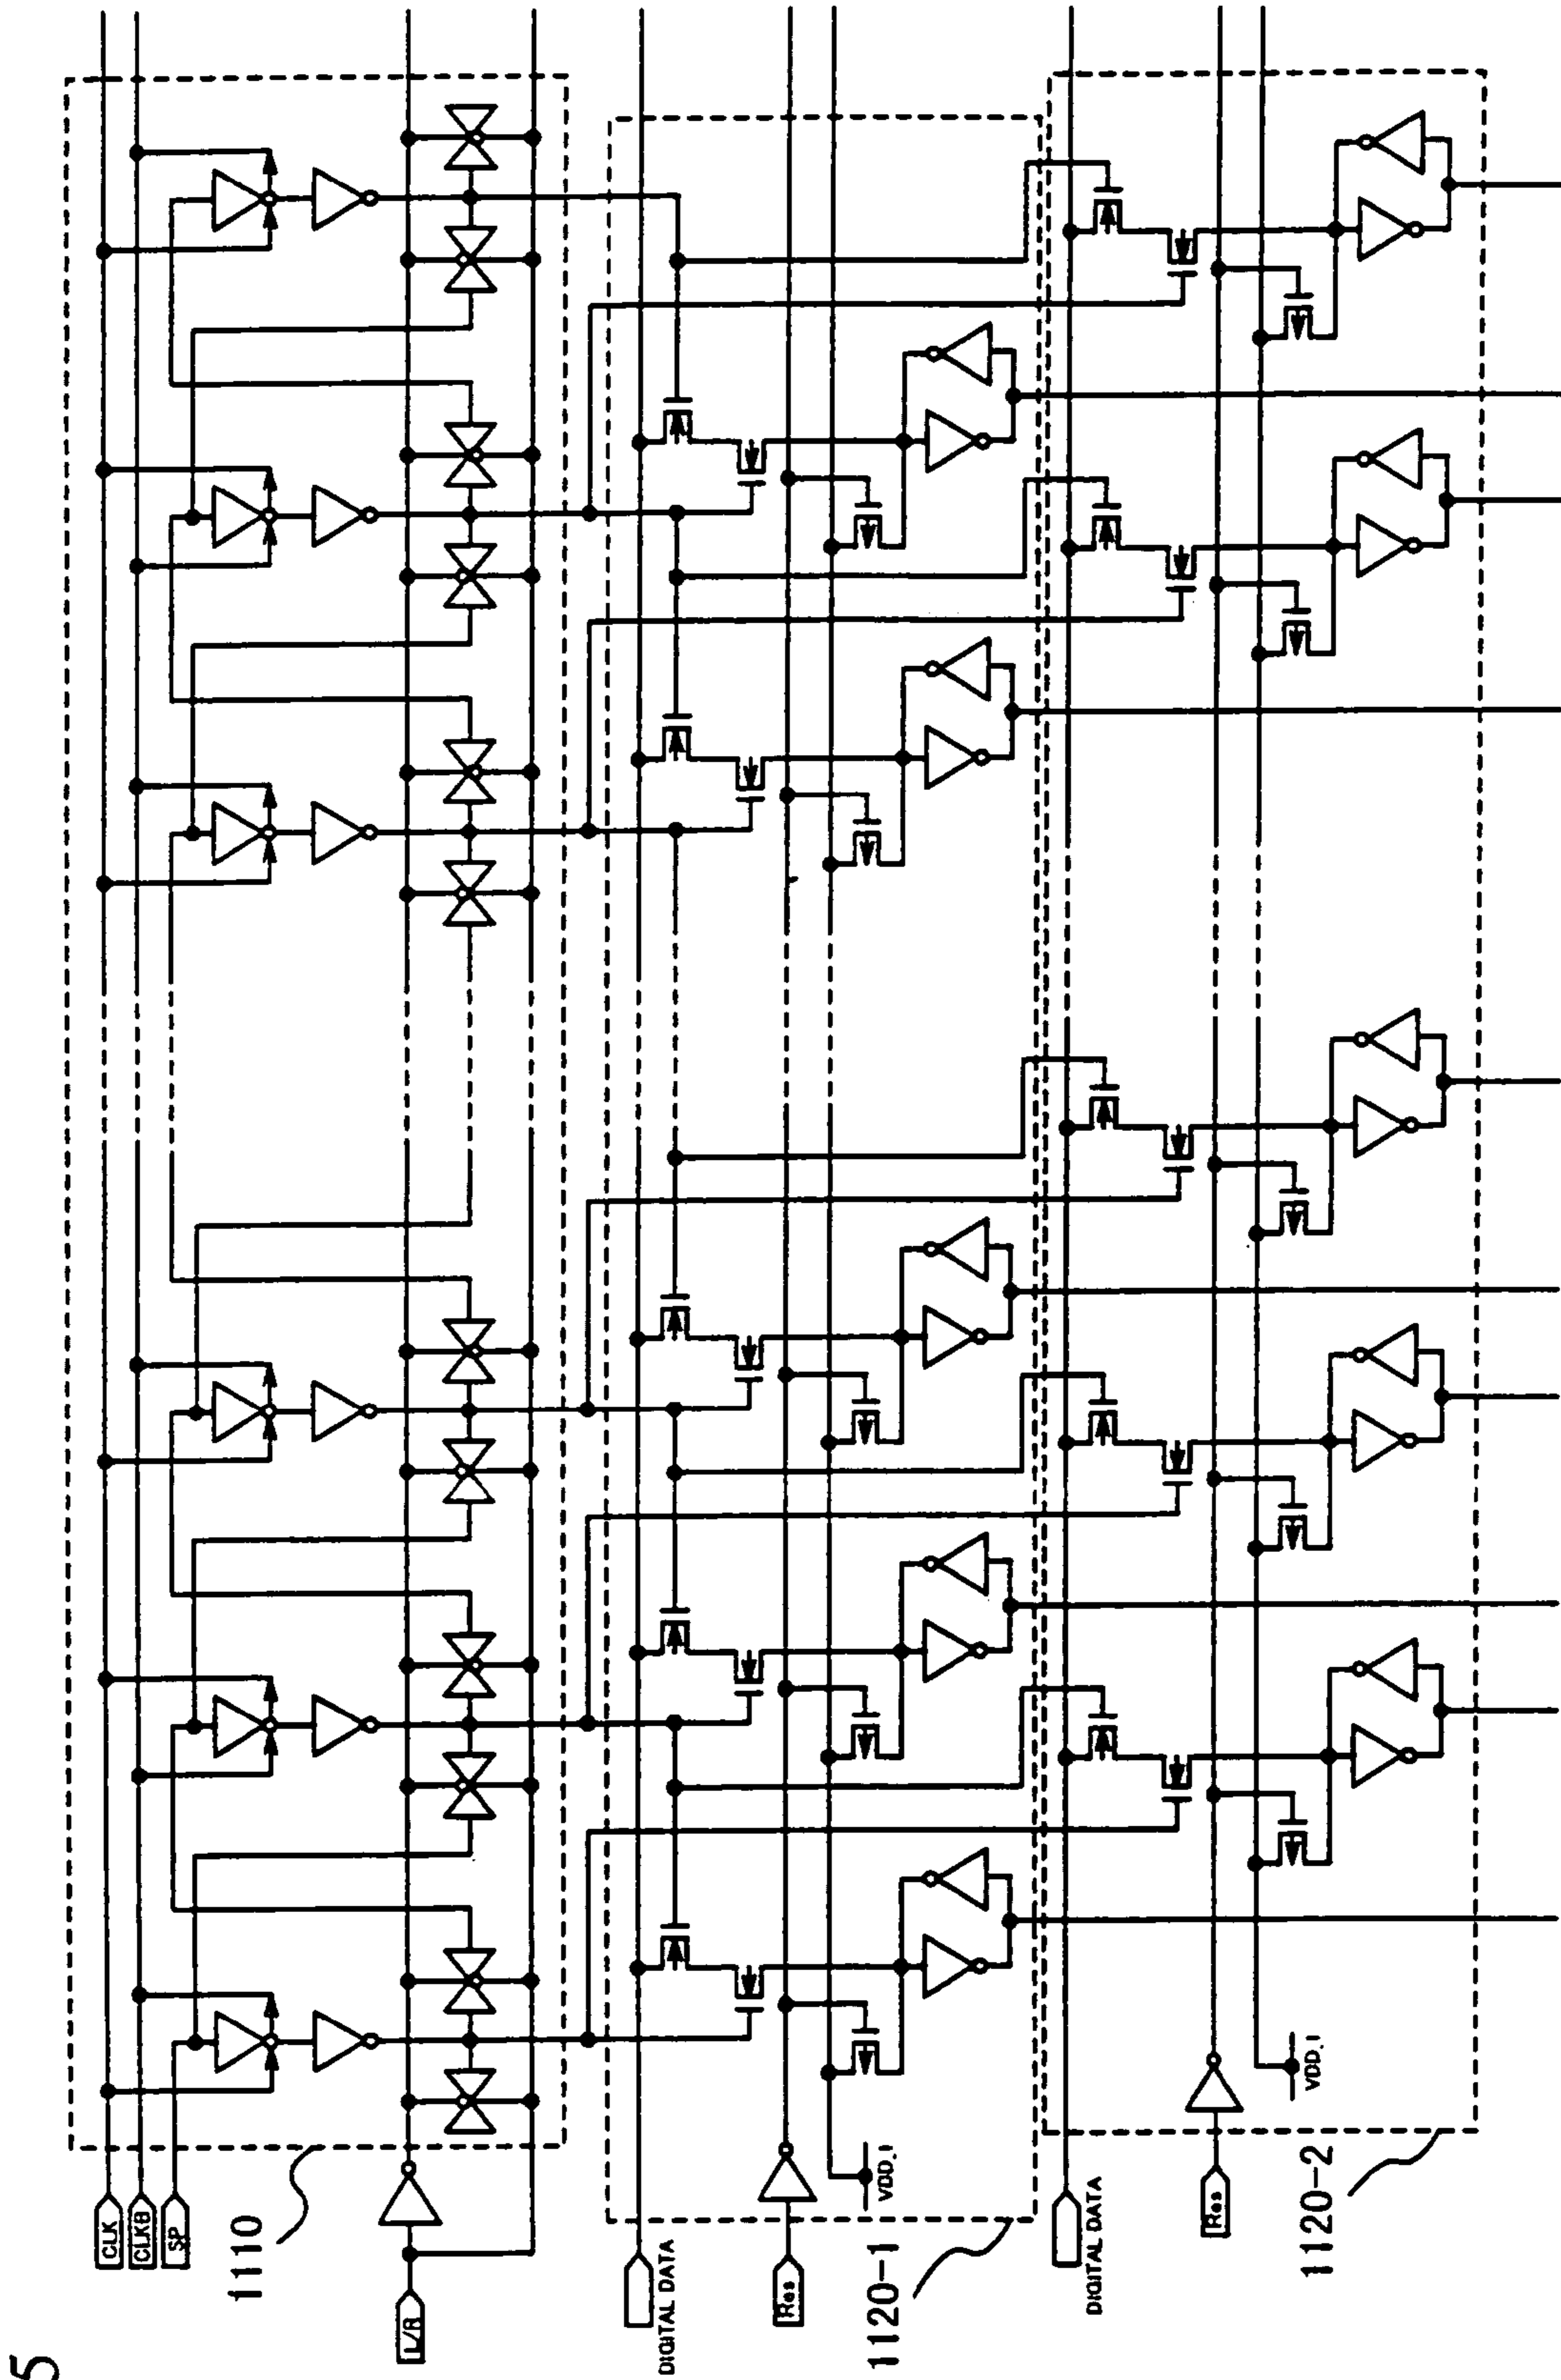 CLK
CLKB
SP
1110
L/R
DIGITAL DATA
Res
VDD_1
1120-1
DIGITAL DATA
Res
VDD_1
1120-2
5